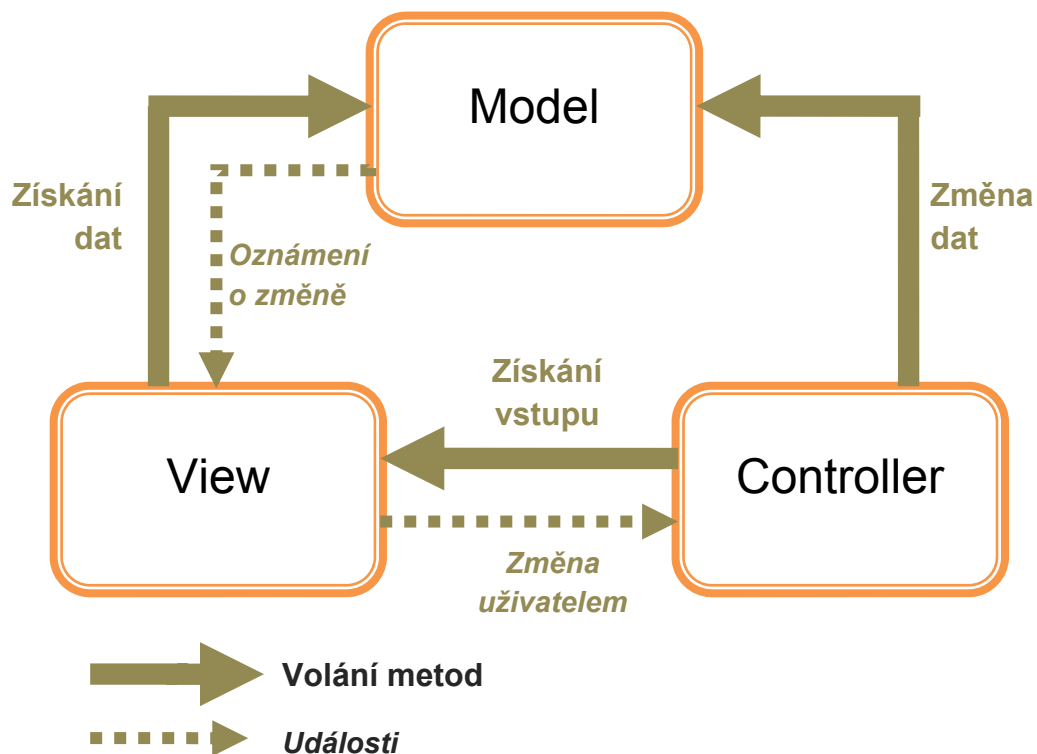 Model
Získání
dat
Oznámení
o změně
Změna
dat
Získání
vstupu
View
Controller
Změna
uživatelem
Volání metod
Události